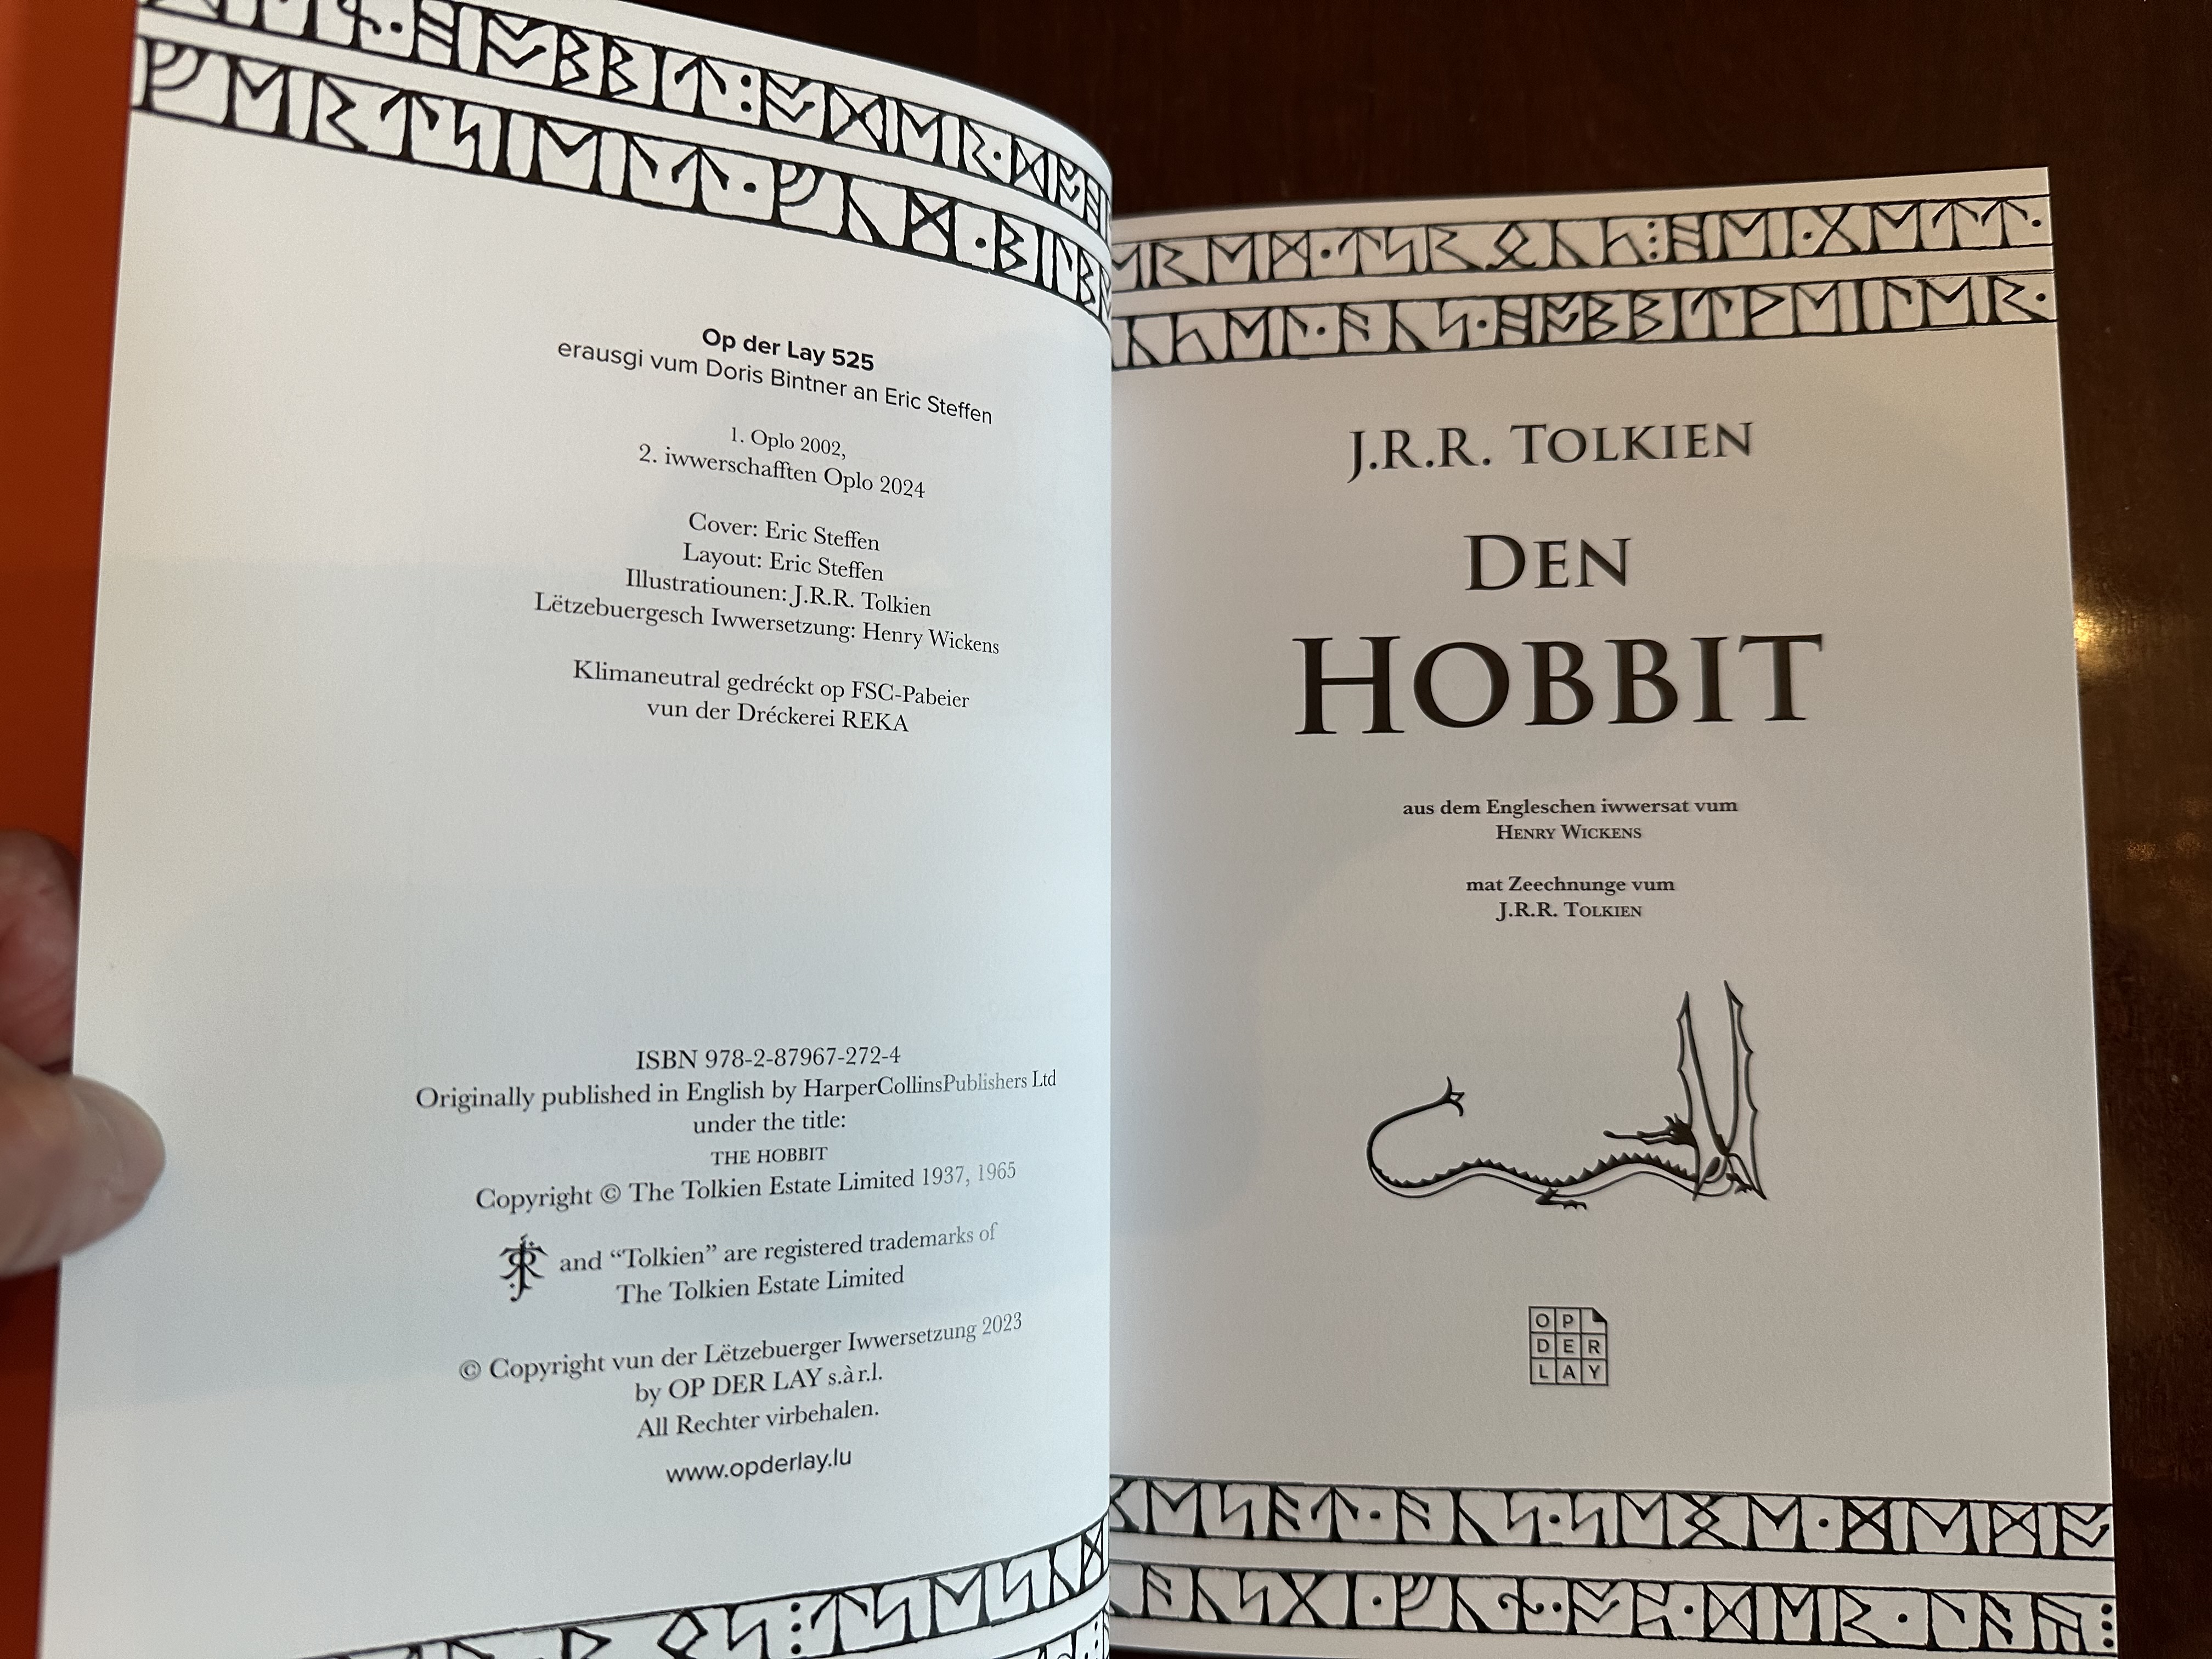 Op der Lay 525
erausgi vum Doris Bintner an Eric Steffen
1. Oplo 2002,
2. iwwerschafften Oplo 2024
Cover: Eric Steffen
Layout: Eric Steffen
Illustratiounen: J.R.R. Tolkien
Lëtzebuergesch Iwwersetzung: Henry Wickens
Klimaneutral gedréckt op FSC-Pabeier
vun der Dréckerei REKA
ISBN 978-2-87967-272-4
Originally published in English by HarperCollinsPublishers Ltd
under the title:
THE HOBBIT
Copyright © The Tolkien Estate Limited 1937, 1965
and “Tolkien” are registered trademarks of
The Tolkien Estate Limited
© Copyright vun der Lëtzebuerger Iwwersetzung 2023
by OP DER LAY s.à r.l.
All Rechter virbehalen.
www.opderlay.lu
J.R.R. TOLKIEN
DEN
HOBBIT
aus dem Engleschen iwwersat vum
HENRY WICKENS
mat Zeechnunge vum
J.R.R. TOLKIEN
OP
DER
LAY